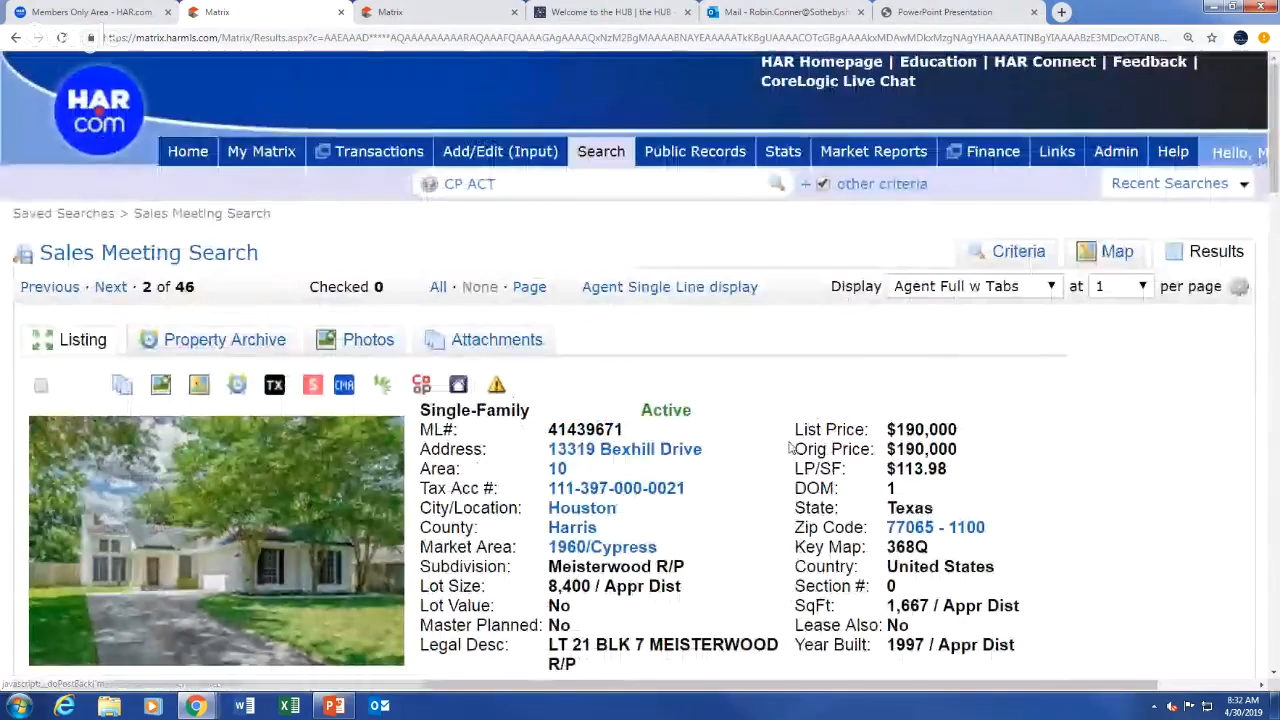 Members Only Area - HAR.com × Matrix × Matrix × Welcome to the HUB | the HUB × Mail - Robin.Conner@Sothebysi × PowerPoint Presentation ×
HAR Homepage | Education | HAR Connect | Feedback |
CoreLogic Live Chat
HAR
com
Home My Matrix Transactions Add/Edit (Input) Search Public Records Stats Market Reports Finance Links Admin Help Hello, M
CP ACT + other criteria Recent Searches
Saved Searches > Sales Meeting Search
Sales Meeting Search Criteria Map Results
Previous · Next · 2 of 46 Checked 0 All · None · Page Agent Single Line display Display Agent Full w Tabs at 1 per page
Listing Property Archive Photos Attachments
TX S CMA CO OP
Single-Family Active
ML#: 41439671 List Price: $190,000
Address: 13319 Bexhill Drive Orig Price: $190,000
Area: 10 LP/SF: $113.98
Tax Acc #: 111-397-000-0021 DOM: 1
City/Location: Houston State: Texas
County: Harris Zip Code: 77065 - 1100
Market Area: 1960/Cypress Key Map: 368Q
Subdivision: Meisterwood R/P Country: United States
Lot Size: 8,400 / Appr Dist Section #: 0
Lot Value: No SqFt: 1,667 / Appr Dist
Master Planned: No Lease Also: No
Legal Desc: LT 21 BLK 7 MEISTERWOOD Year Built: 1997 / Appr Dist
R/P
8:32 AM
4/30/2019